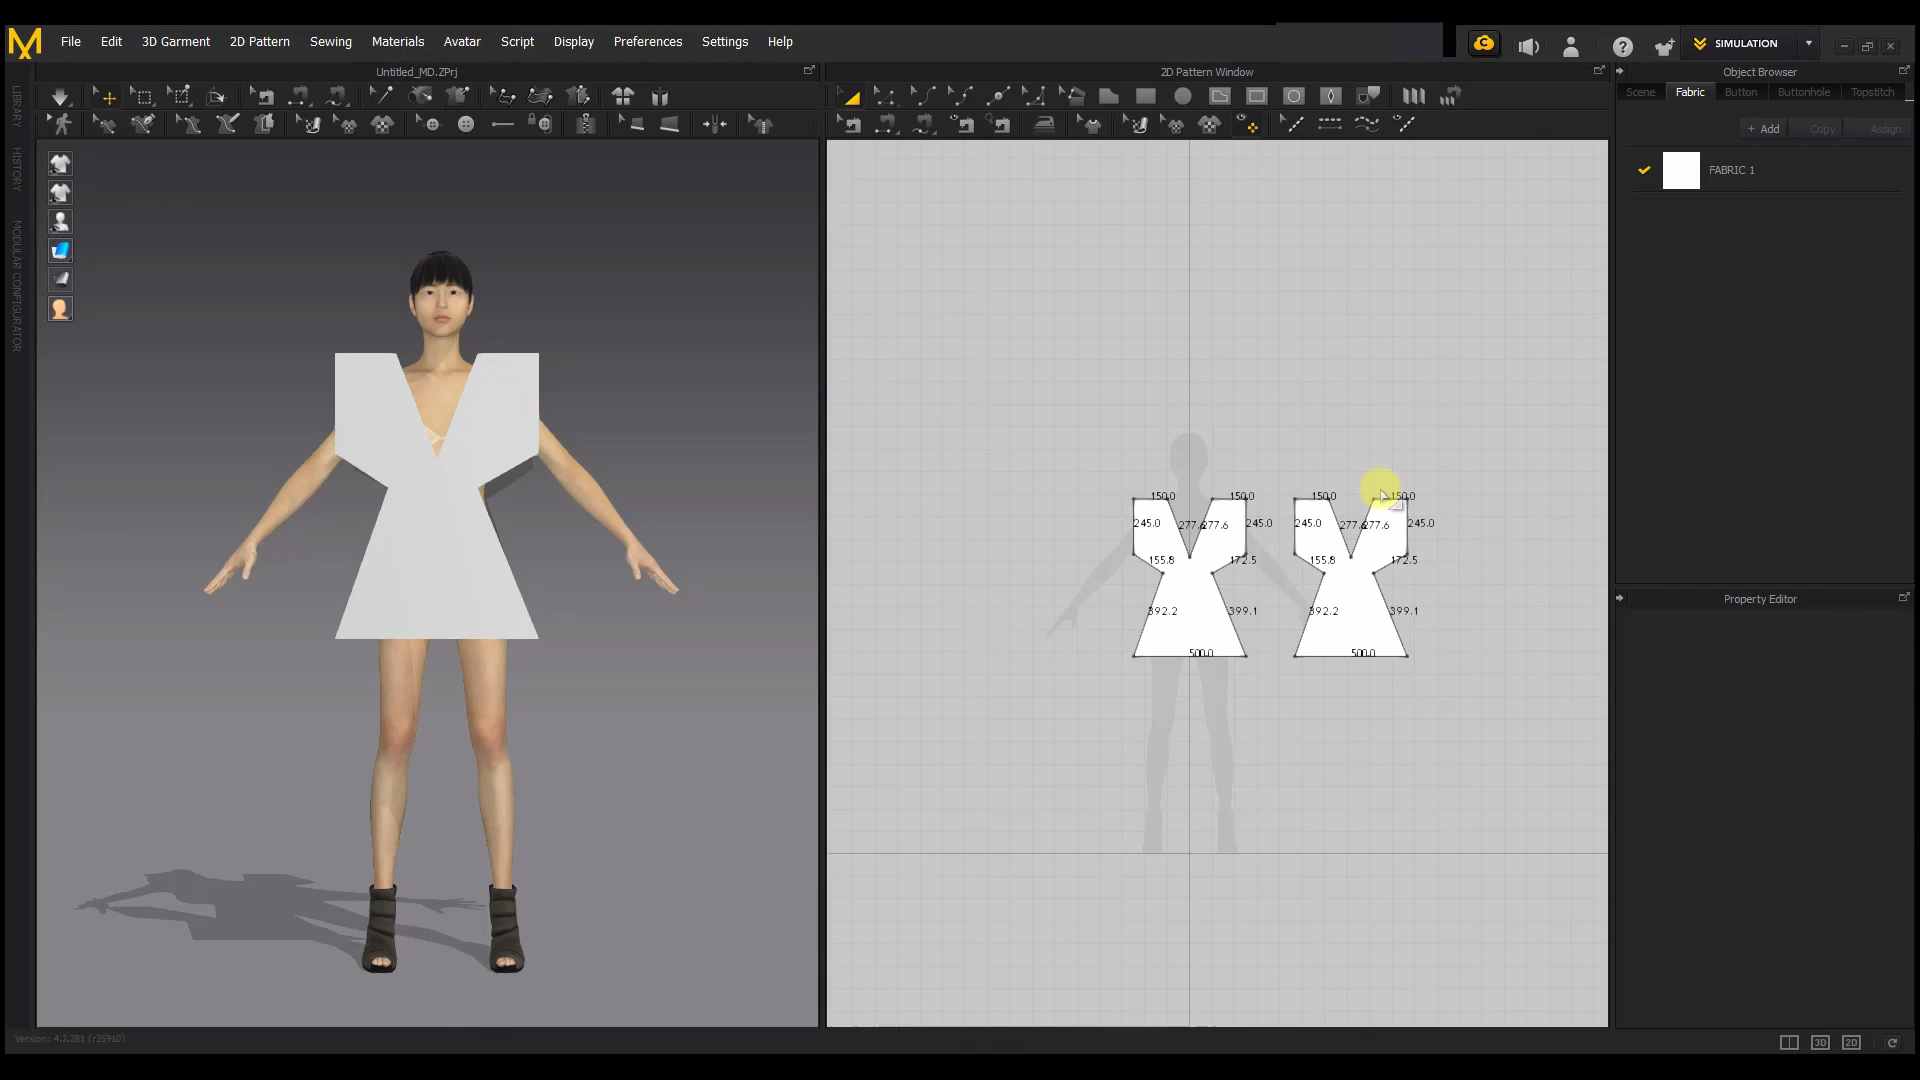 File Edit 3D Garment 2D Pattern Sewing Materials Avatar Script Display Preferences Settings Help
SIMULATION
Untitled_MD.ZPrj
2D Pattern Window
Object Browser
Scene Fabric Button Buttonhole Topstitch
+ Add Copy Assign
FABRIC 1
LIBRARY
HISTORY
MODULAR CONFIGURATOR
150.0 150.0 150.0 150.0
245.0 277.6 277.6 245.0 245.0 277.6 277.6 245.0
155.8 172.5 155.8 172.5
392.2 399.1 392.2 399.1
500.0 500.0
Property Editor
Version: 4.2.281 (r35910)
3D 2D